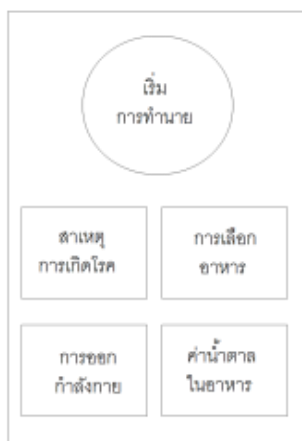 เริ่ม
การทำนาย
สาเหตุ
การเกิดโรค
การเลือก
อาหาร
การออก
กำลังกาย
ค่าน้ำตาล
ในอาหาร